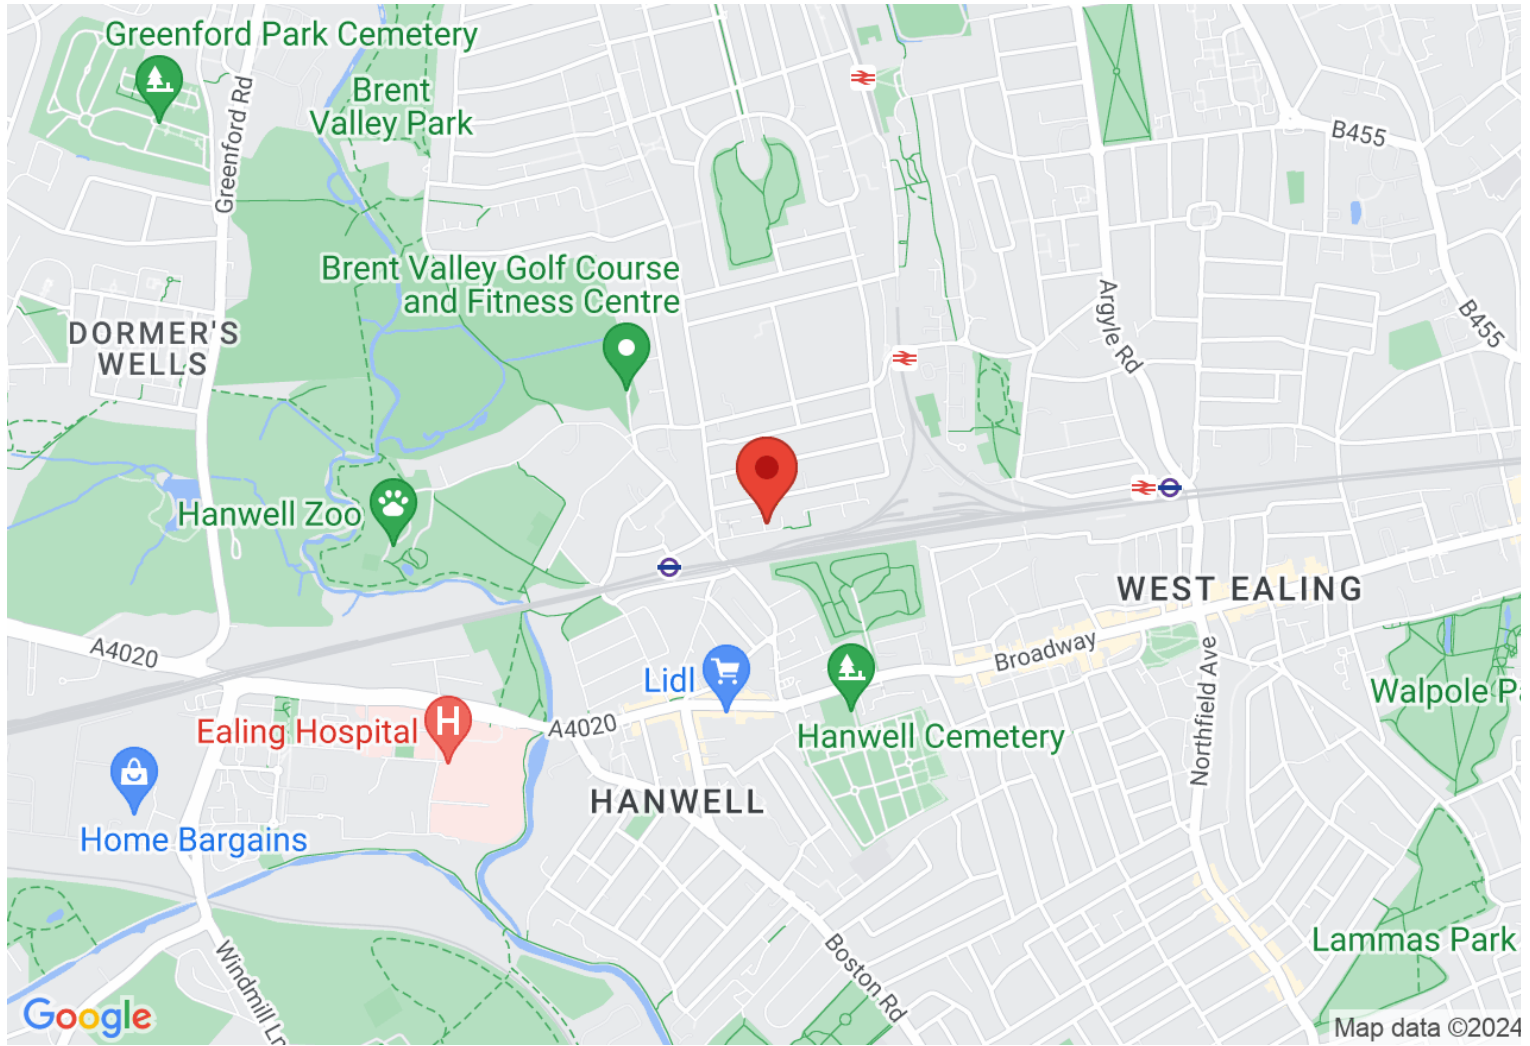 Greenford Park Cemetery
Brent
Valley Park
Greenford Rd
B455
Brent Valley Golf Course
and Fitness Centre
Argyle Rd
B455
DORMER'S
WELLS
Hanwell Zoo
WEST EALING
A4020
Broadway
Lidl
Walpole Pa
Ealing Hospital
H
A4020
Hanwell Cemetery
Northfield Ave
HANWELL
Home Bargains
Lammas Park
Boston Rd
Windmill Ln
Google
Map data ©2024